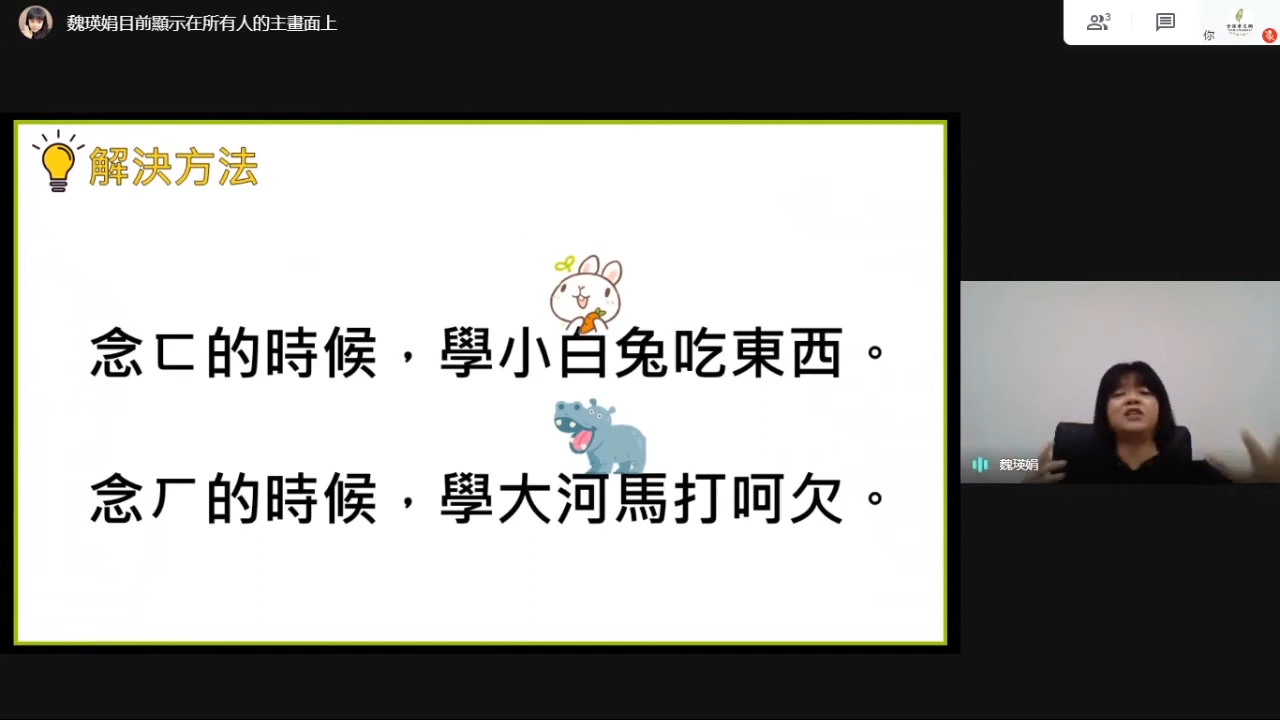 魏瑛娟目前顯示在所有人的主畫面上
3
你
解決方法
念ㄈ的時候，學小白兔吃東西。
念ㄏ的時候，學大河馬打呵欠。
魏瑛娟